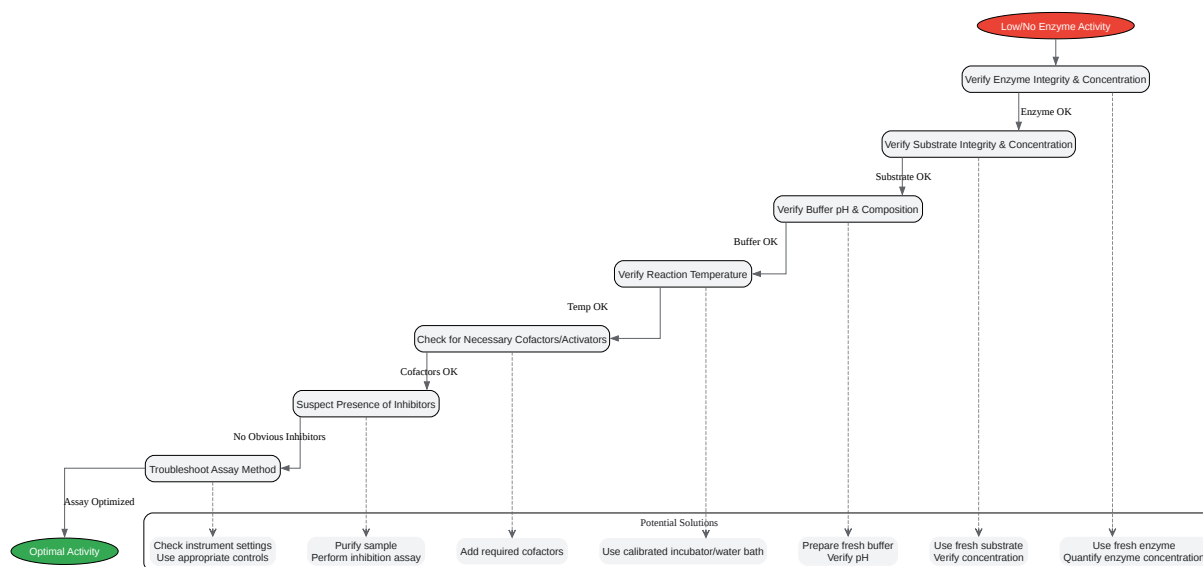 Low/No Enzyme Activity
Verify Enzyme Integrity & Concentration
Enzyme OK
Verify Substrate Integrity & Concentration
Substrate OK
Verify Buffer pH & Composition
Buffer OK
Verify Reaction Temperature
Temp OK
Check for Necessary Cofactors/Activators
Cofactors OK
Suspect Presence of Inhibitors
No Obvious Inhibitors
Troubleshoot Assay Method
Assay Optimized
Optimal Activity
Potential Solutions
Check instrument settings
Use appropriate controls
Purify sample
Perform inhibition assay
Add required cofactors
Use calibrated incubator/water bath
Prepare fresh buffer
Verify pH
Use fresh substrate
Verify concentration
Use fresh enzyme
Quantify enzyme concentration